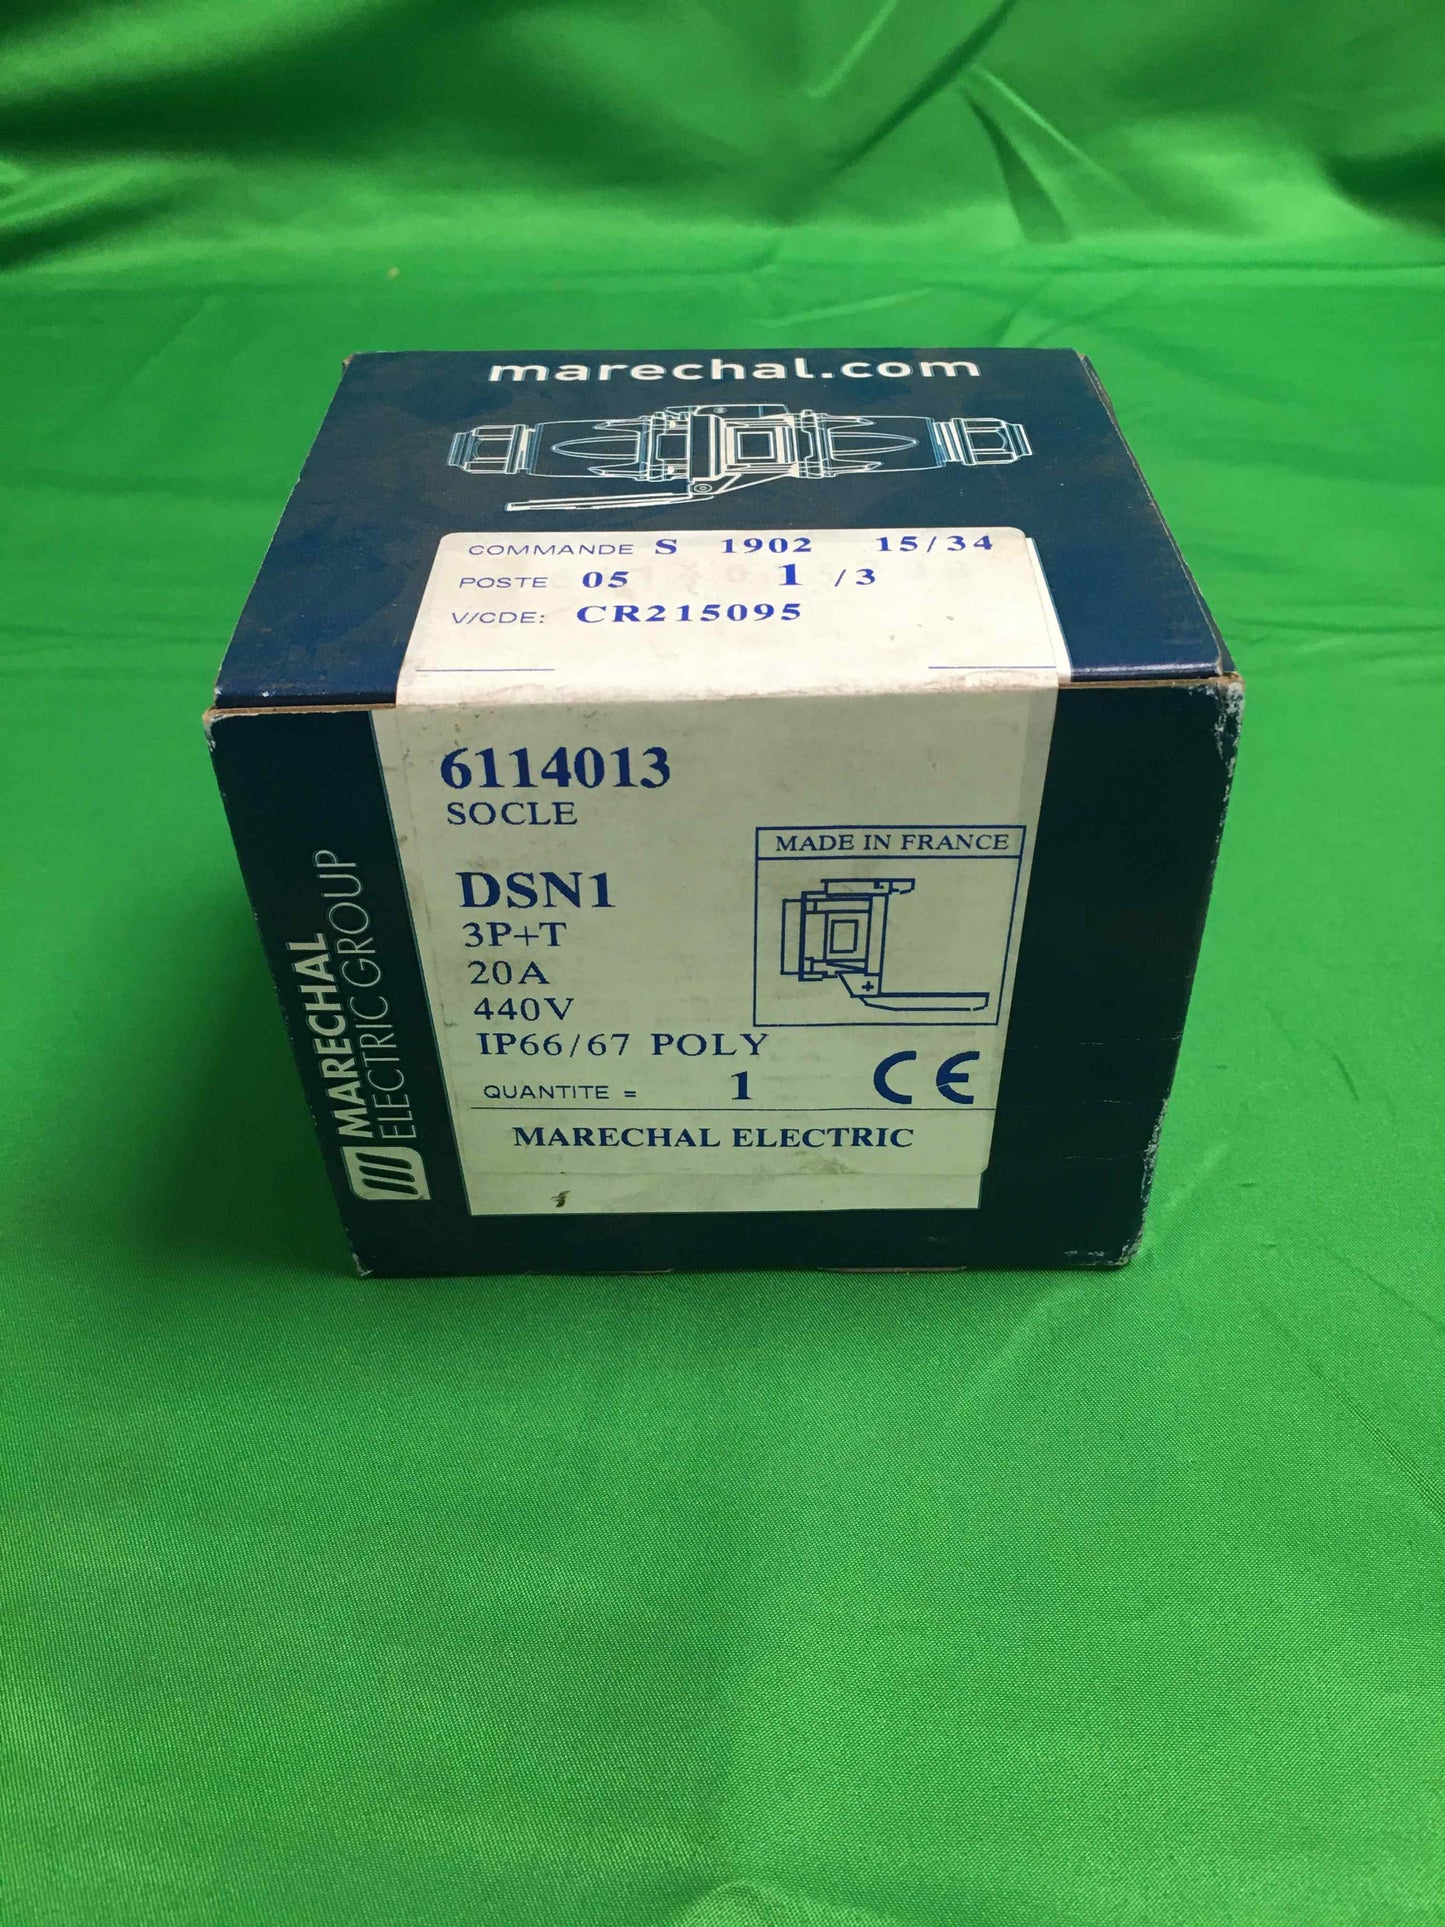 marechal.com
COMMANDE S 1902 15/34
POSTE 05 1 /3
V/CDE: CR215095
6114013
SOCLE
MADE IN FRANCE
DSN1
3P+T
20A
440V
IP66/67 POLY
QUANTITE = 1 CE
MARECHAL ELECTRIC
MARECHAL
ELECTRIC GROUP